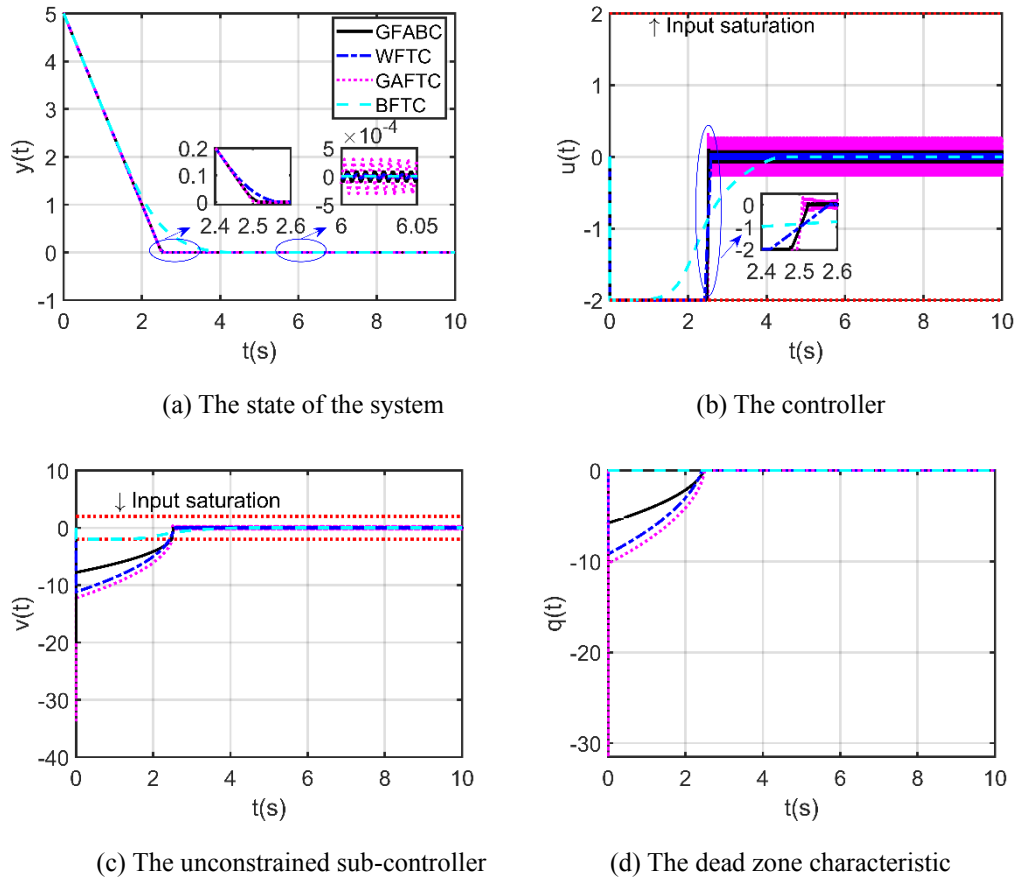 5
4
3
2
1
0
-1
y(t)
GFABC
WFTC
GAFTC
BFTC
0.2
0.1
0
2.4 2.5 2.6
×10⁻⁴
5
0
-5
6 6.05
0 2 4 6 8 10
t(s)
(a) The state of the system
2
1
0
-1
-2
u(t)
↑ Input saturation
0
-1
-2
2.4 2.5 2.6
0 2 4 6 8 10
t(s)
(b) The controller
10
0
-10
-20
-30
-40
v(t)
↓ Input saturation
0 2 4 6 8 10
t(s)
(c) The unconstrained sub-controller
0
-10
-20
-30
q(t)
0 2 4 6 8 10
t(s)
(d) The dead zone characteristic